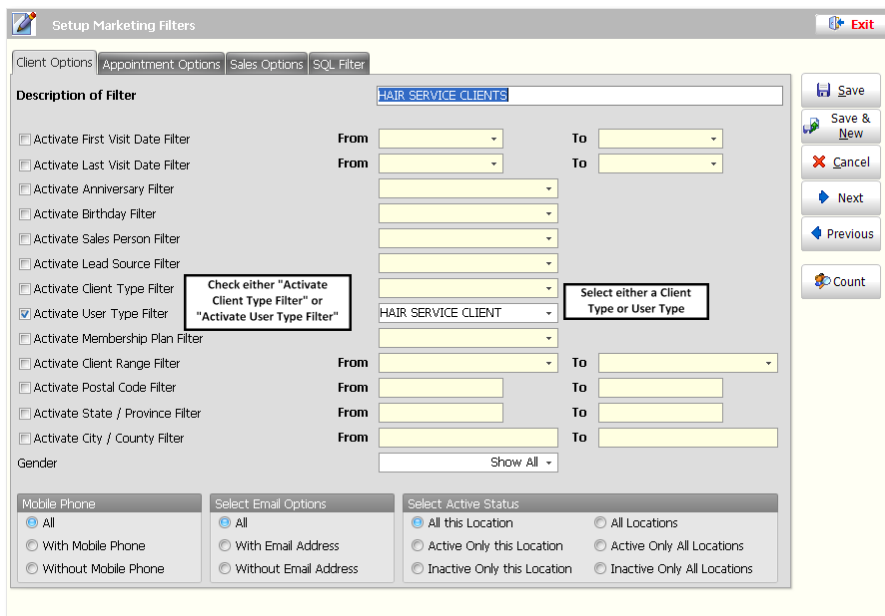 Setup Marketing Filters
Exit
Client Options Appointment Options Sales Options SQL Filter
Description of Filter HAIR SERVICE CLIENTS
Activate First Visit Date Filter From To
Activate Last Visit Date Filter From To
Activate Anniversary Filter
Activate Birthday Filter
Activate Sales Person Filter
Activate Lead Source Filter
Activate Client Type Filter
Activate User Type Filter HAIR SERVICE CLIENT
Check either "Activate
Client Type Filter" or
"Activate User Type Filter"
Select either a Client
Type or User Type
Activate Membership Plan Filter
Activate Client Range Filter From To
Activate Postal Code Filter From To
Activate State / Province Filter From To
Activate City / County Filter From To
Gender Show All
Mobile Phone
All
With Mobile Phone
Without Mobile Phone
Select Email Options
All
With Email Address
Without Email Address
Select Active Status
All this Location All Locations
Active Only this Location Active Only All Locations
Inactive Only this Location Inactive Only All Locations
Save
Save &
New
Cancel
Next
Previous
Count